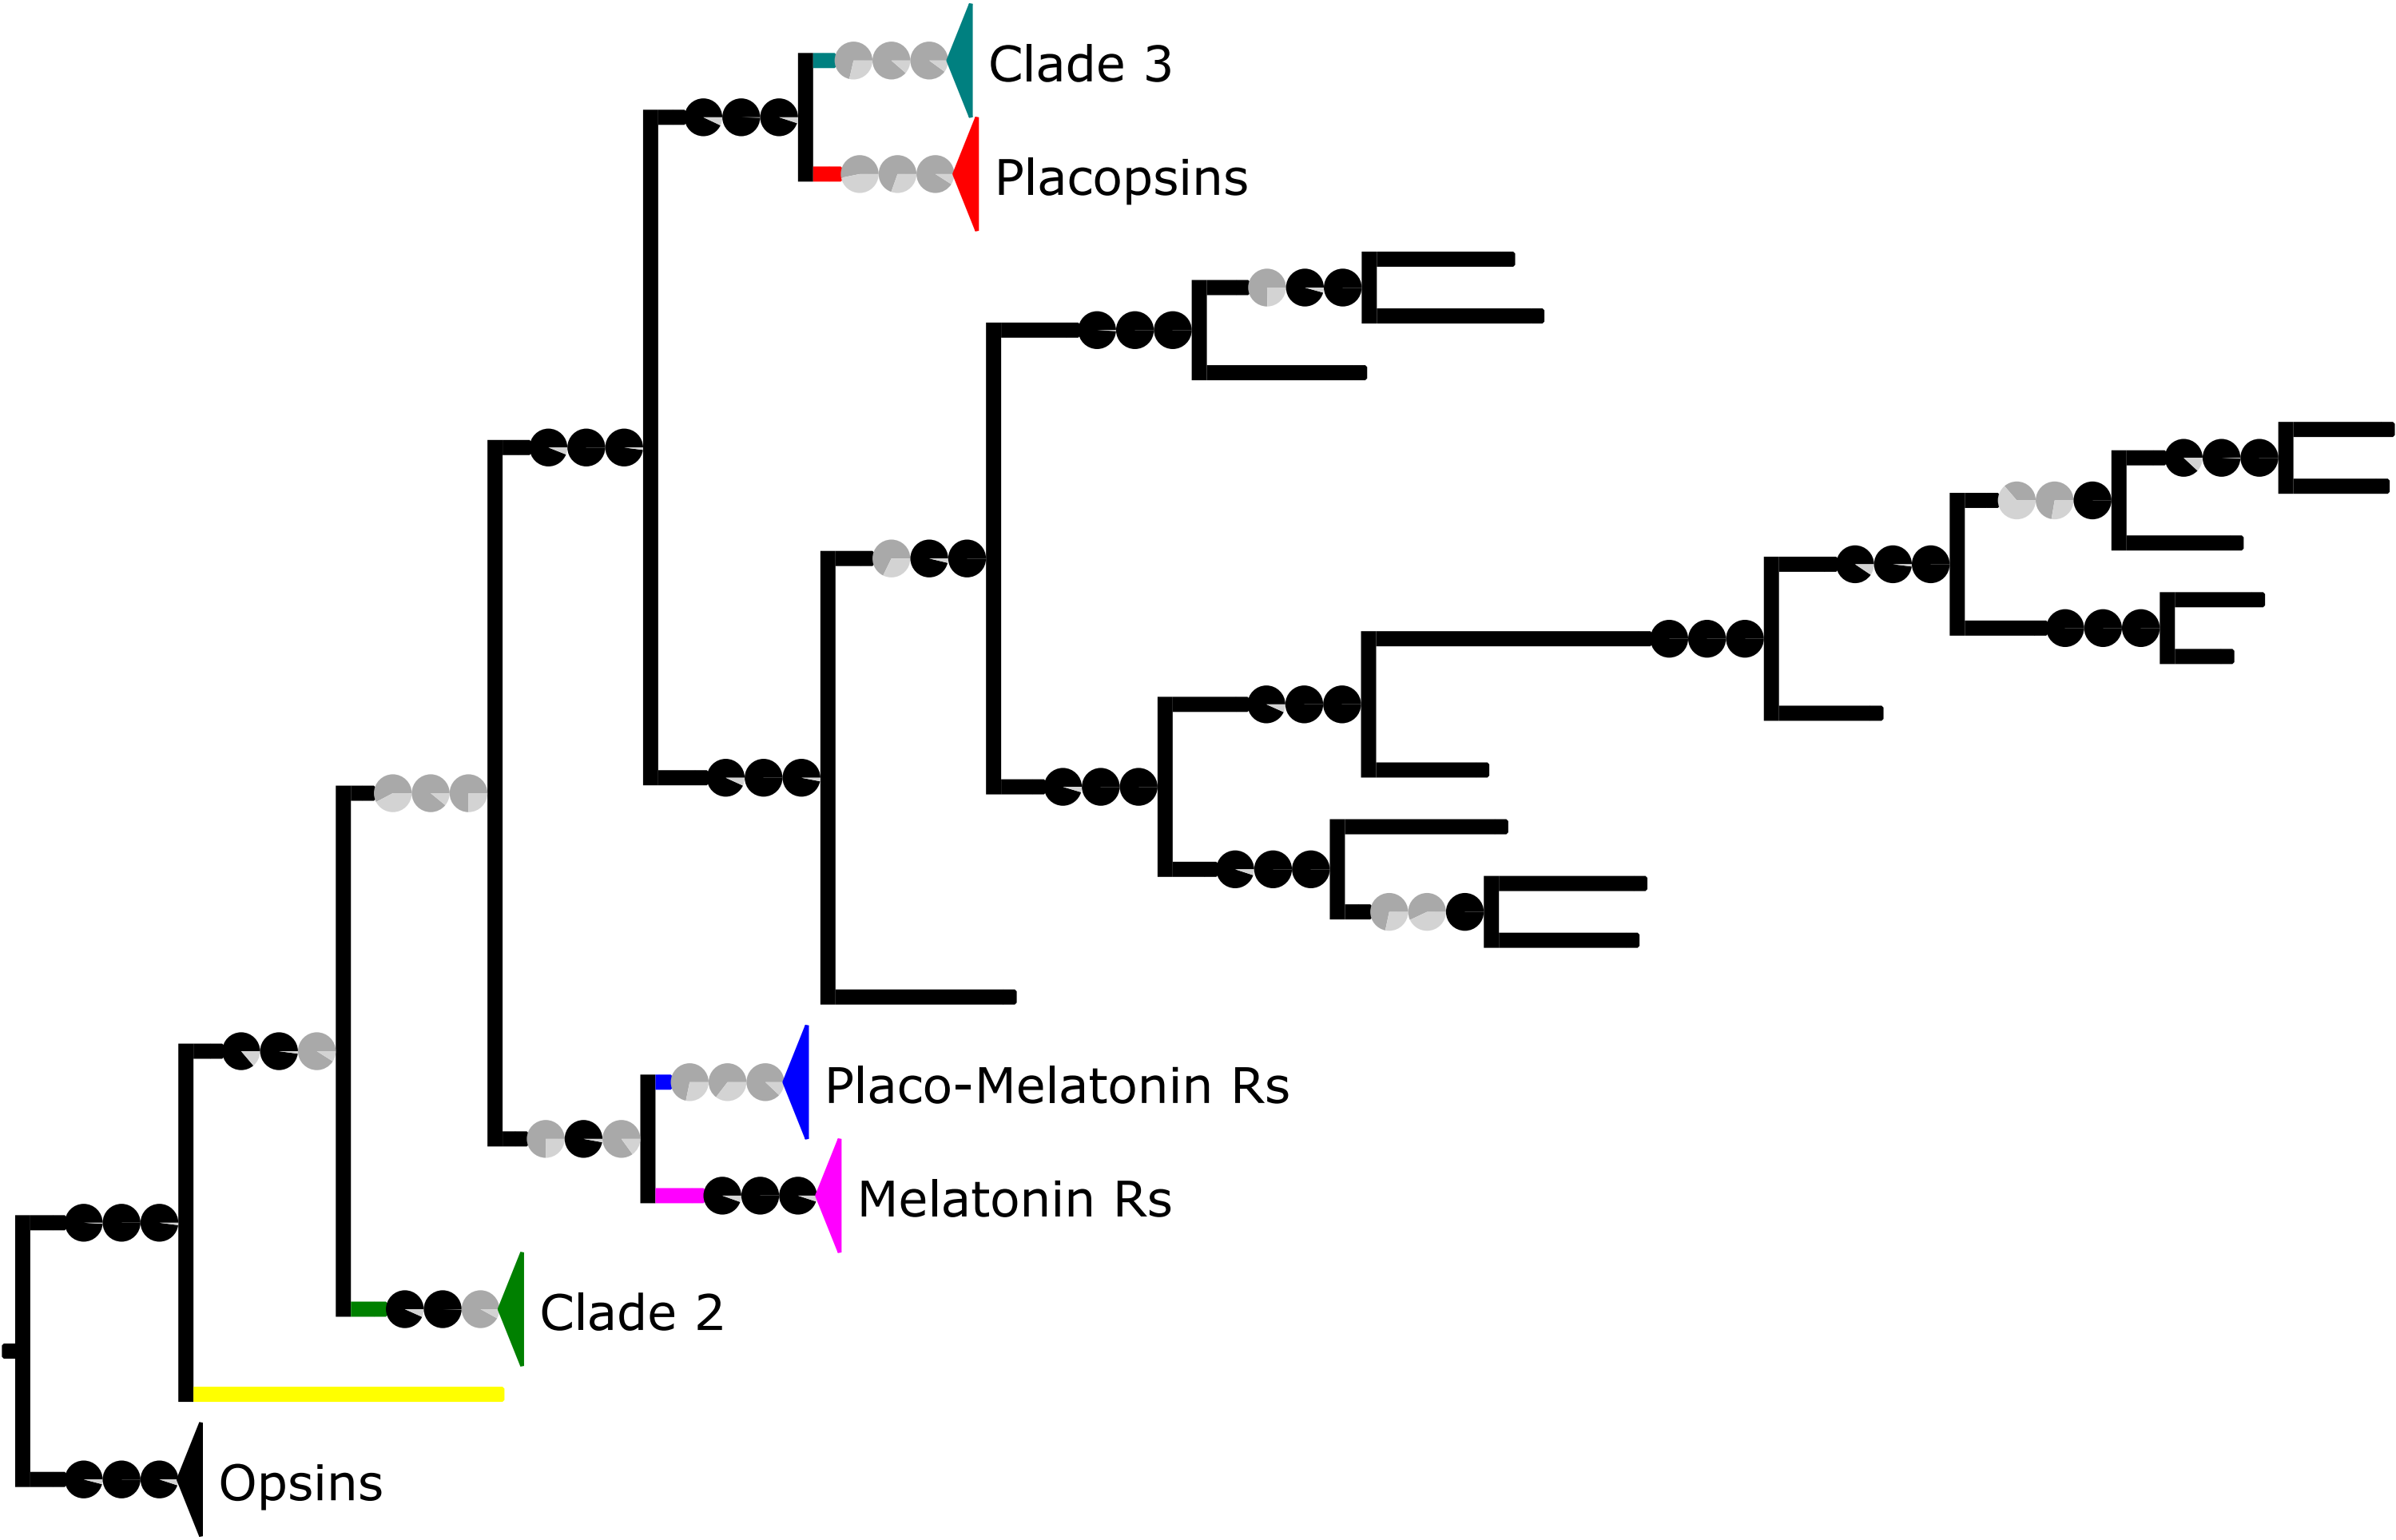 Clade 3
Placopsins
Placo-Melatonin Rs
Melatonin Rs
Clade 2
Opsins